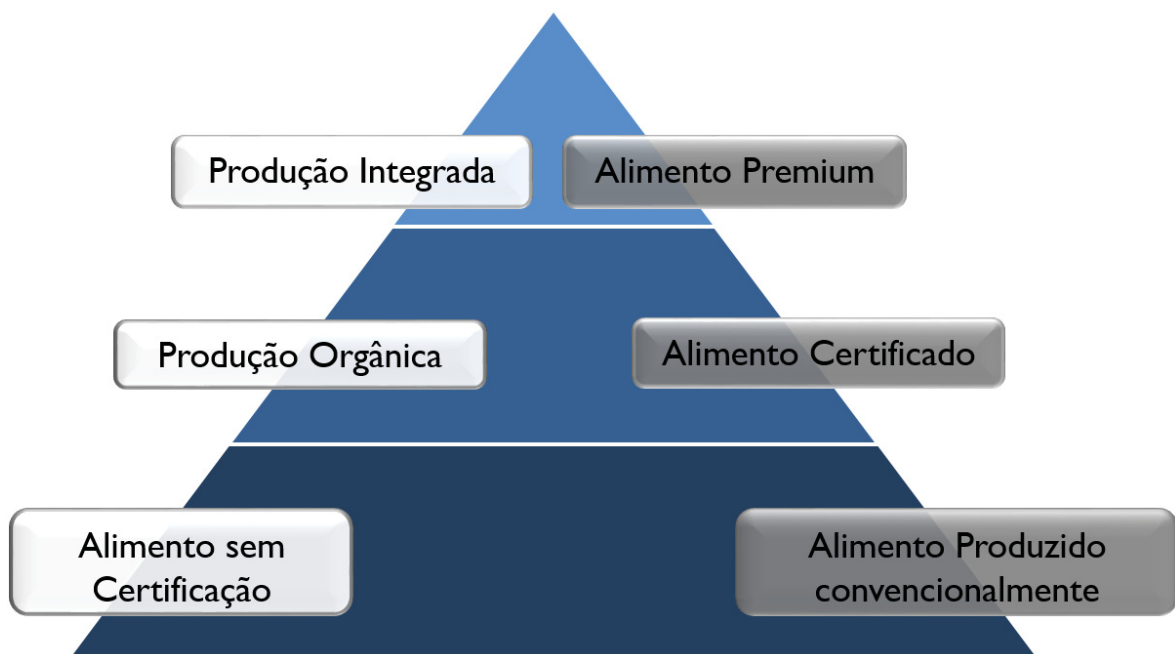 Produção Integrada
Alimento Premium
Produção Orgânica
Alimento Certificado
Alimento sem
Certificação
Alimento Produzido
convencionalmente